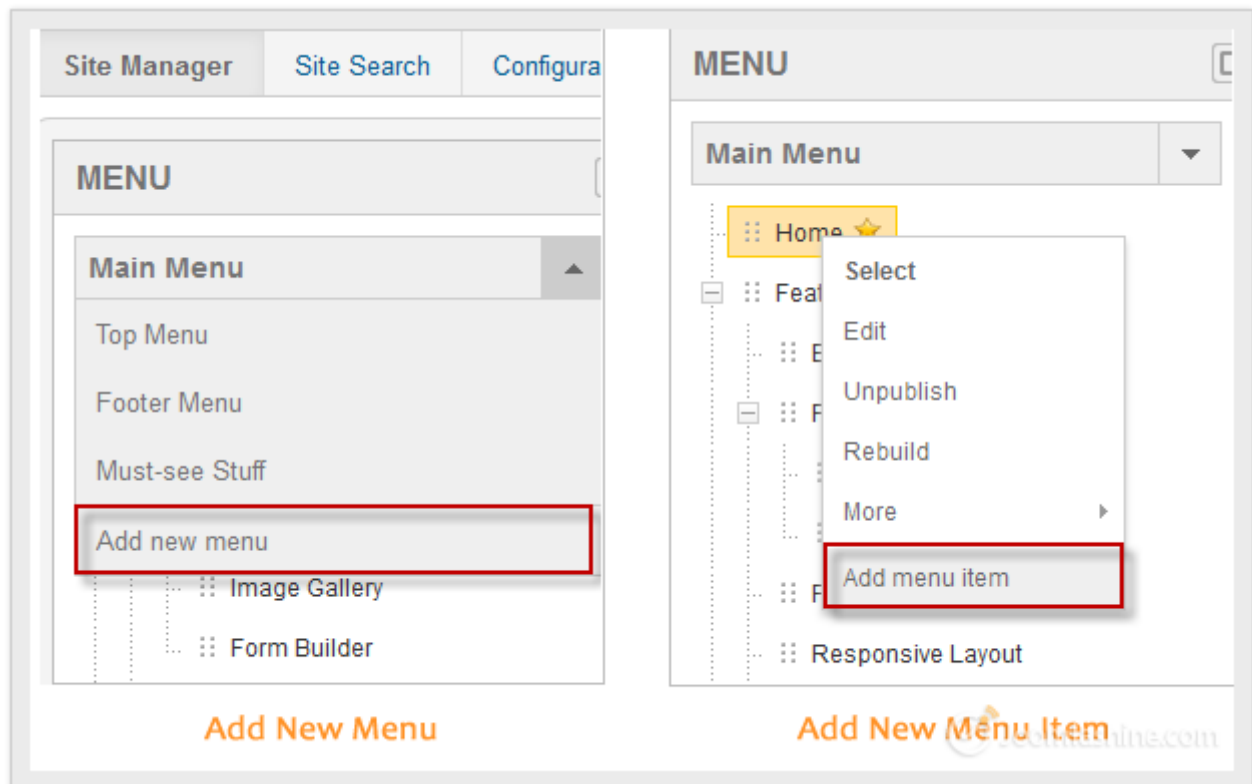 Site Manager Site Search Configura
MENU
Main Menu
Top Menu
Footer Menu
Must-see Stuff
Add new menu
Image Gallery
Form Builder
Add New Menu
MENU
Main Menu
Home
Feat
Select
Edit
Unpublish
Rebuild
More
Add menu item
Responsive Layout
Add New Menu Item